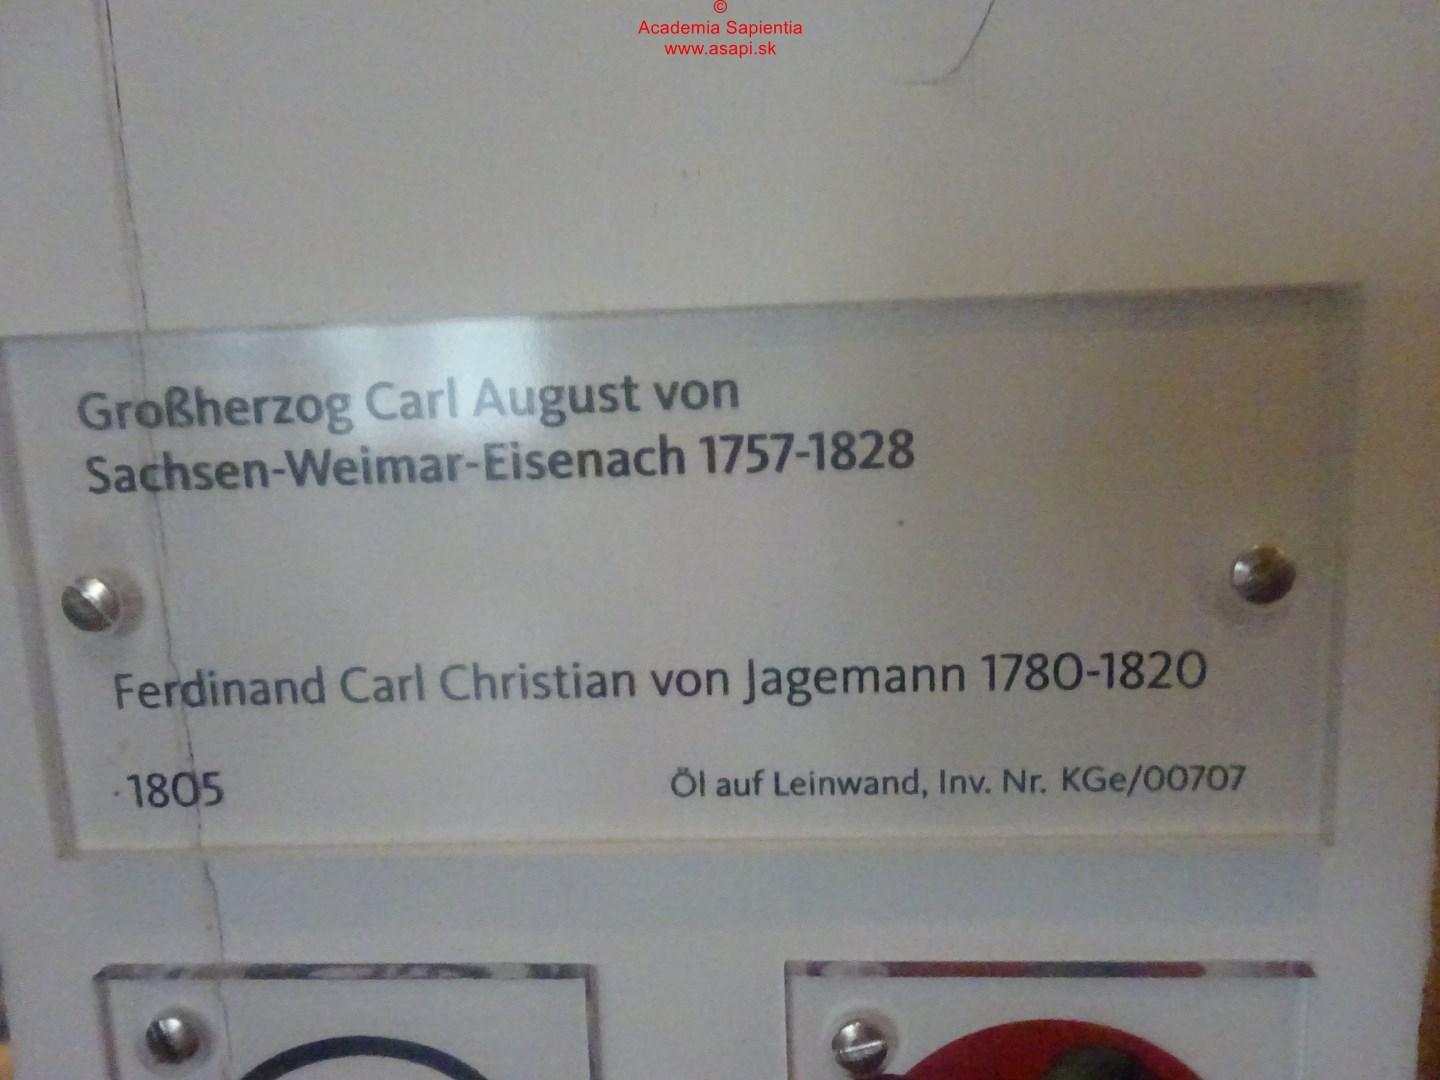 ©
Academia Sapientia
www.asapi.sk
Großherzog Carl August von
Sachsen-Weimar-Eisenach 1757-1828
Ferdinand Carl Christian von Jagemann 1780-1820
1805
Öl auf Leinwand, Inv. Nr. KGe/00707